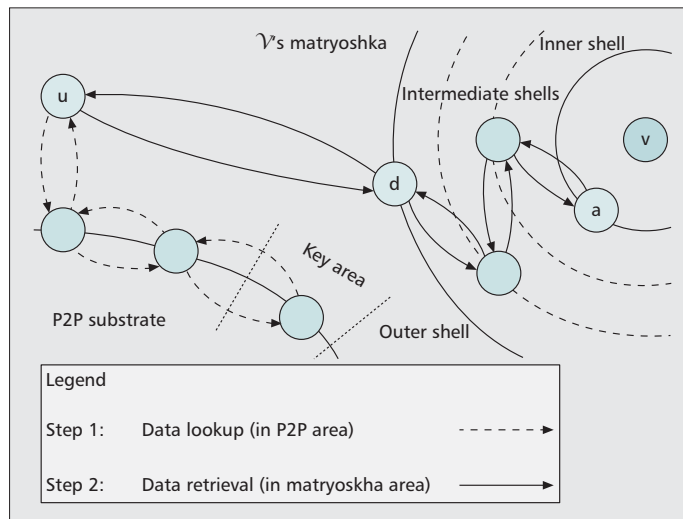 𝒱's matryoshka
Inner shell
Intermediate shells
u
v
d
a
Key area
P2P substrate
Outer shell
Legend
Step 1: Data lookup (in P2P area)
Step 2: Data retrieval (in matryoskha area)